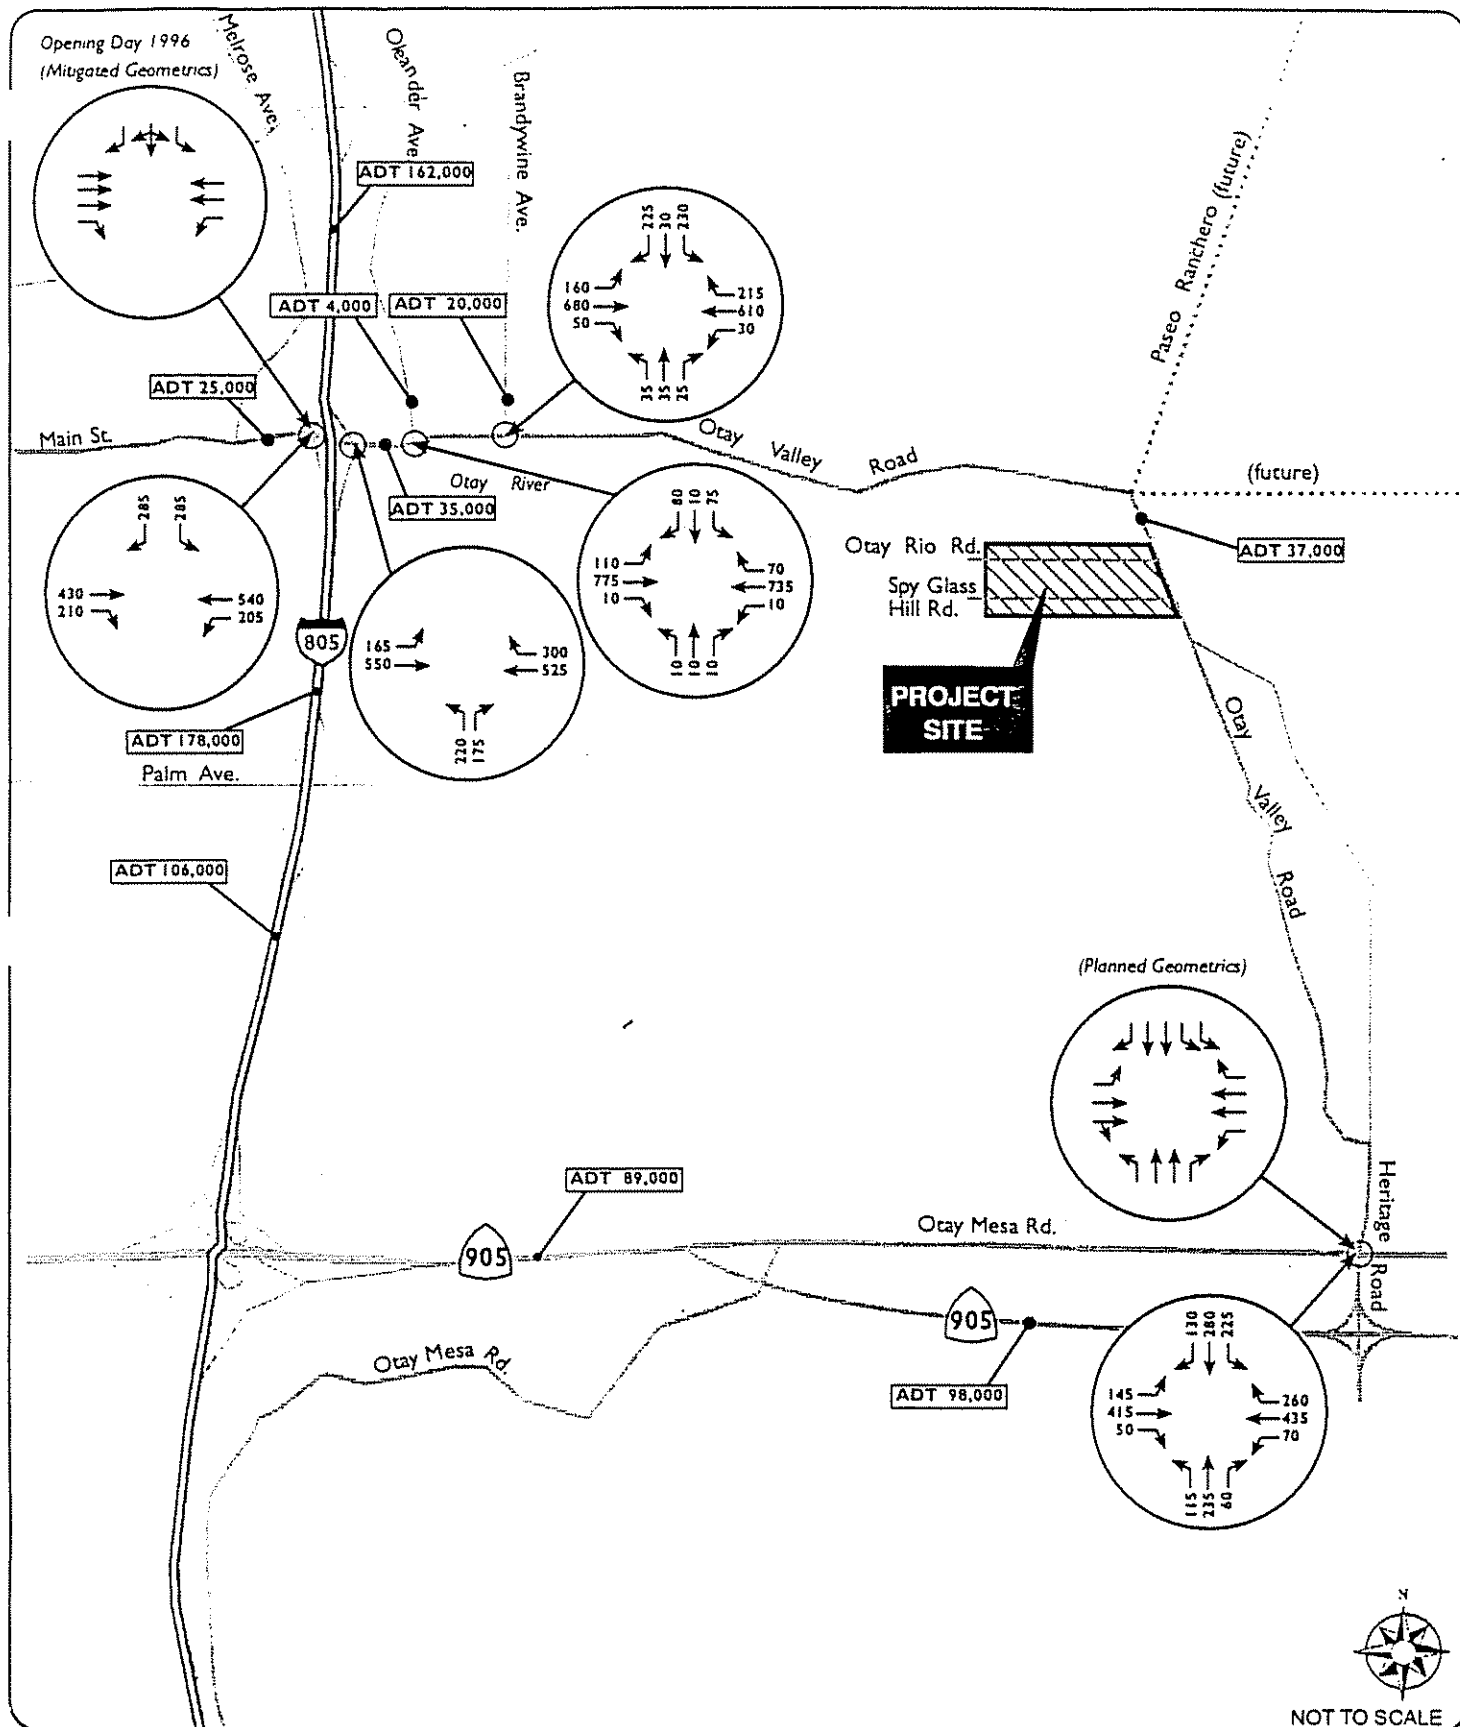 Opening Day 1996
(Mitigated Geometrics)
Melrose Ave.
Oleander Ave.
Brandywine Ave.
Paseo Ranchero (future)
ADT 162,000
ADT 4,000
ADT 20,000
225
30
230
160
680
50
215
610
30
35
35
25
ADT 25,000
Main St.
Otay Valley Road
Otay River
(future)
ADT 35,000
285
285
430
210
540
205
805
165
550
300
525
220
175
80
10
75
110
775
10
70
735
10
10
10
10
Otay Rio Rd.
Spy Glass
Hill Rd.
ADT 37,000
PROJECT
SITE
ADT 178,000
Palm Ave.
Otay Valley Road
ADT 106,000
(Planned Geometrics)
ADT 89,000
905
Otay Mesa Rd.
Heritage Road
905
Otay Mesa Rd.
ADT 98,000
130
280
225
145
415
50
260
435
70
115
235
60
N
NOT TO SCALE